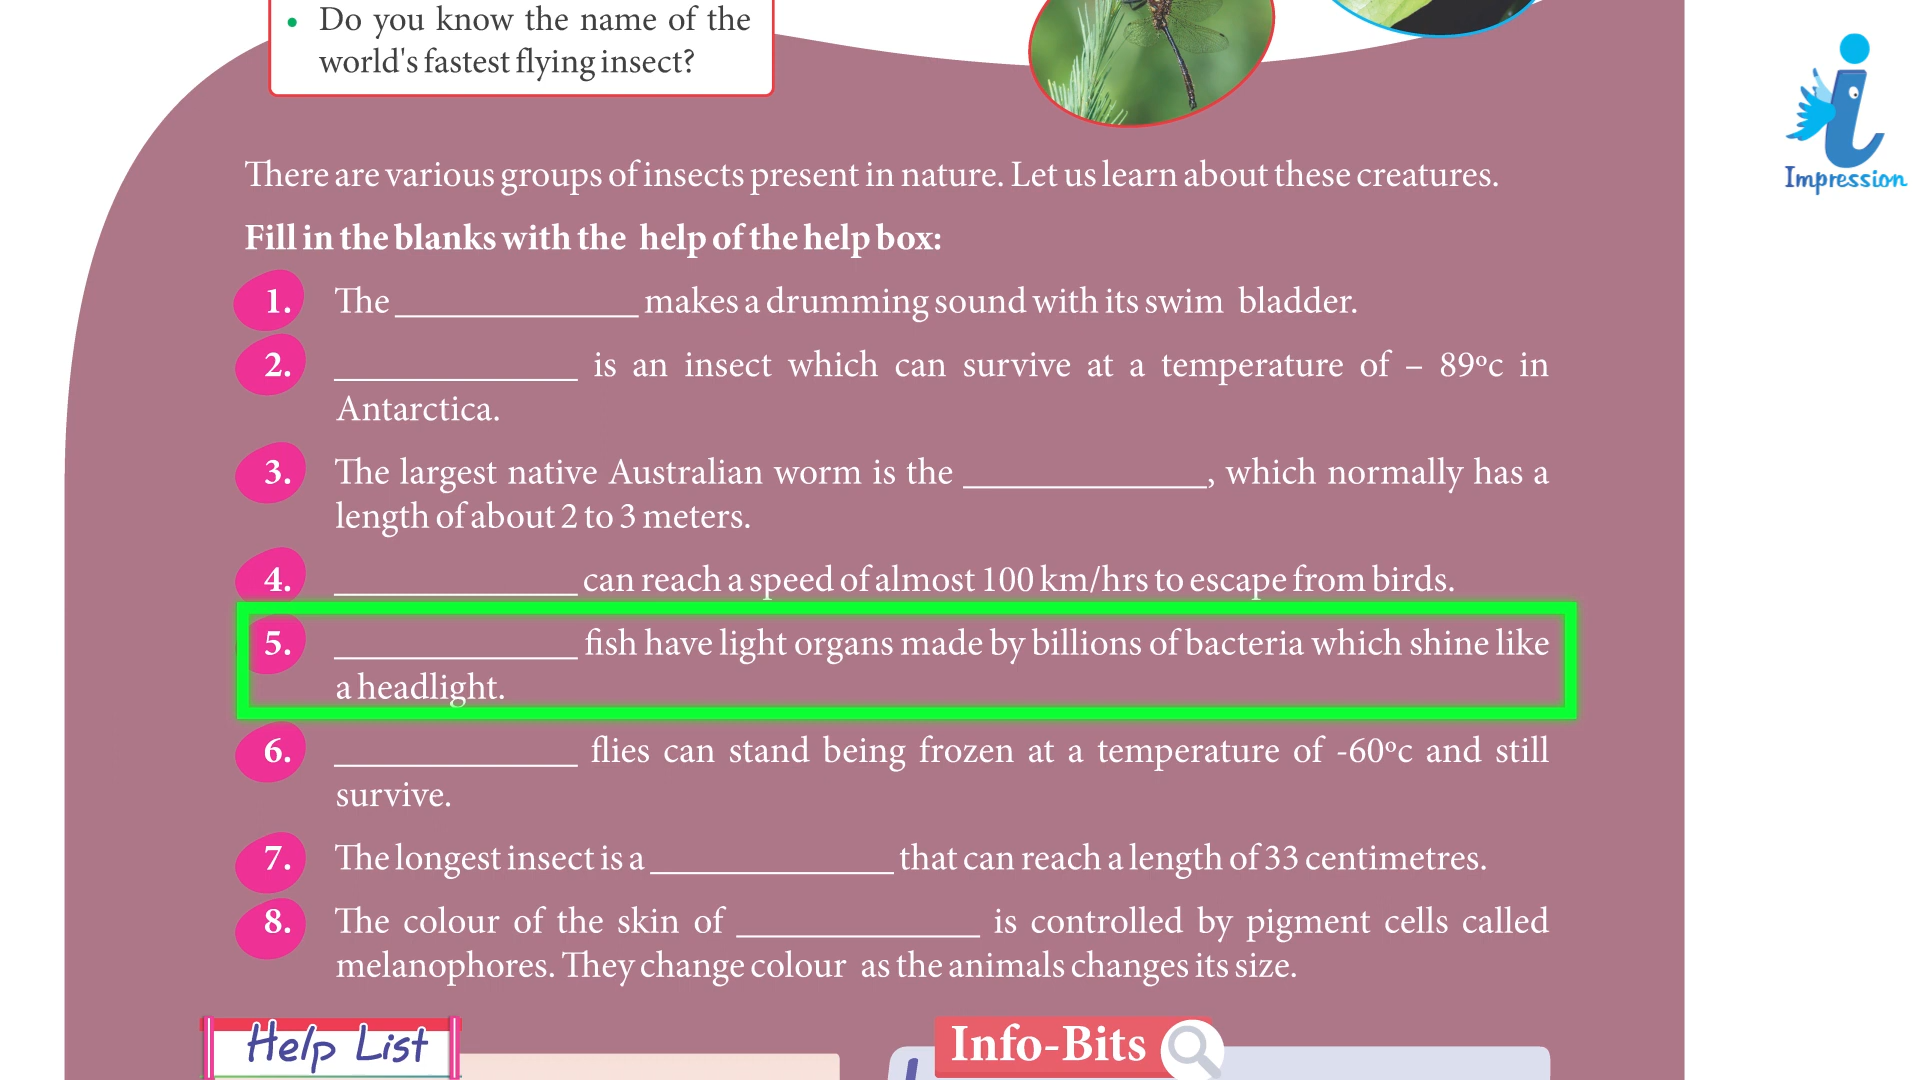 • Do you know the name of the
world's fastest flying insect?
Impression
There are various groups of insects present in nature. Let us learn about these creatures.
Fill in the blanks with the help of the help box:
1. The ______________ makes a drumming sound with its swim bladder.
2. ______________ is an insect which can survive at a temperature of – 89ºc in
Antarctica.
3. The largest native Australian worm is the ______________, which normally has a
length of about 2 to 3 meters.
4. ______________ can reach a speed of almost 100 km/hrs to escape from birds.
5. ______________ fish have light organs made by billions of bacteria which shine like
a headlight.
6. ______________ flies can stand being frozen at a temperature of -60ºc and still
survive.
7. The longest insect is a ______________ that can reach a length of 33 centimetres.
8. The colour of the skin of ______________ is controlled by pigment cells called
melanophores. They change colour as the animals changes its size.
Help List
Info-Bits